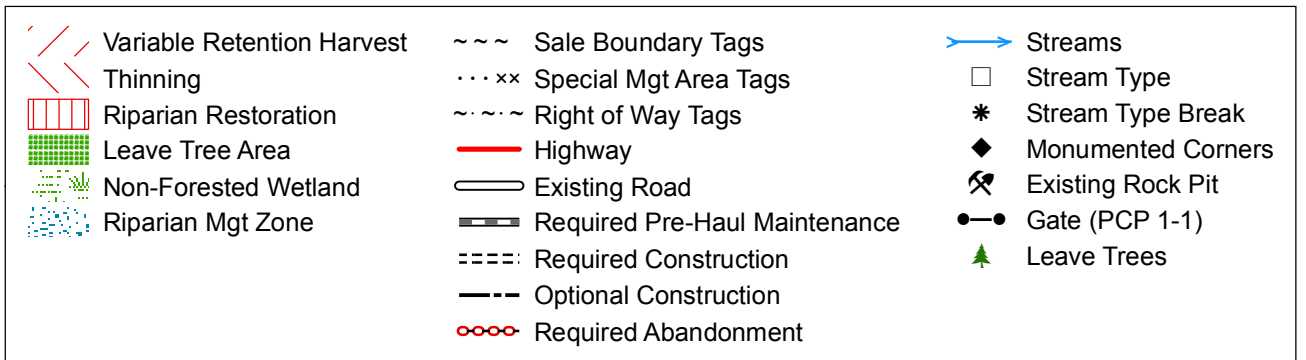 Variable Retention Harvest
Thinning
Riparian Restoration
Leave Tree Area
Non-Forested Wetland
Riparian Mgt Zone
Sale Boundary Tags
Special Mgt Area Tags
Right of Way Tags
Highway
Existing Road
Required Pre-Haul Maintenance
Required Construction
Optional Construction
Required Abandonment
Streams
Stream Type
Stream Type Break
Monumented Corners
Existing Rock Pit
Gate (PCP 1-1)
Leave Trees